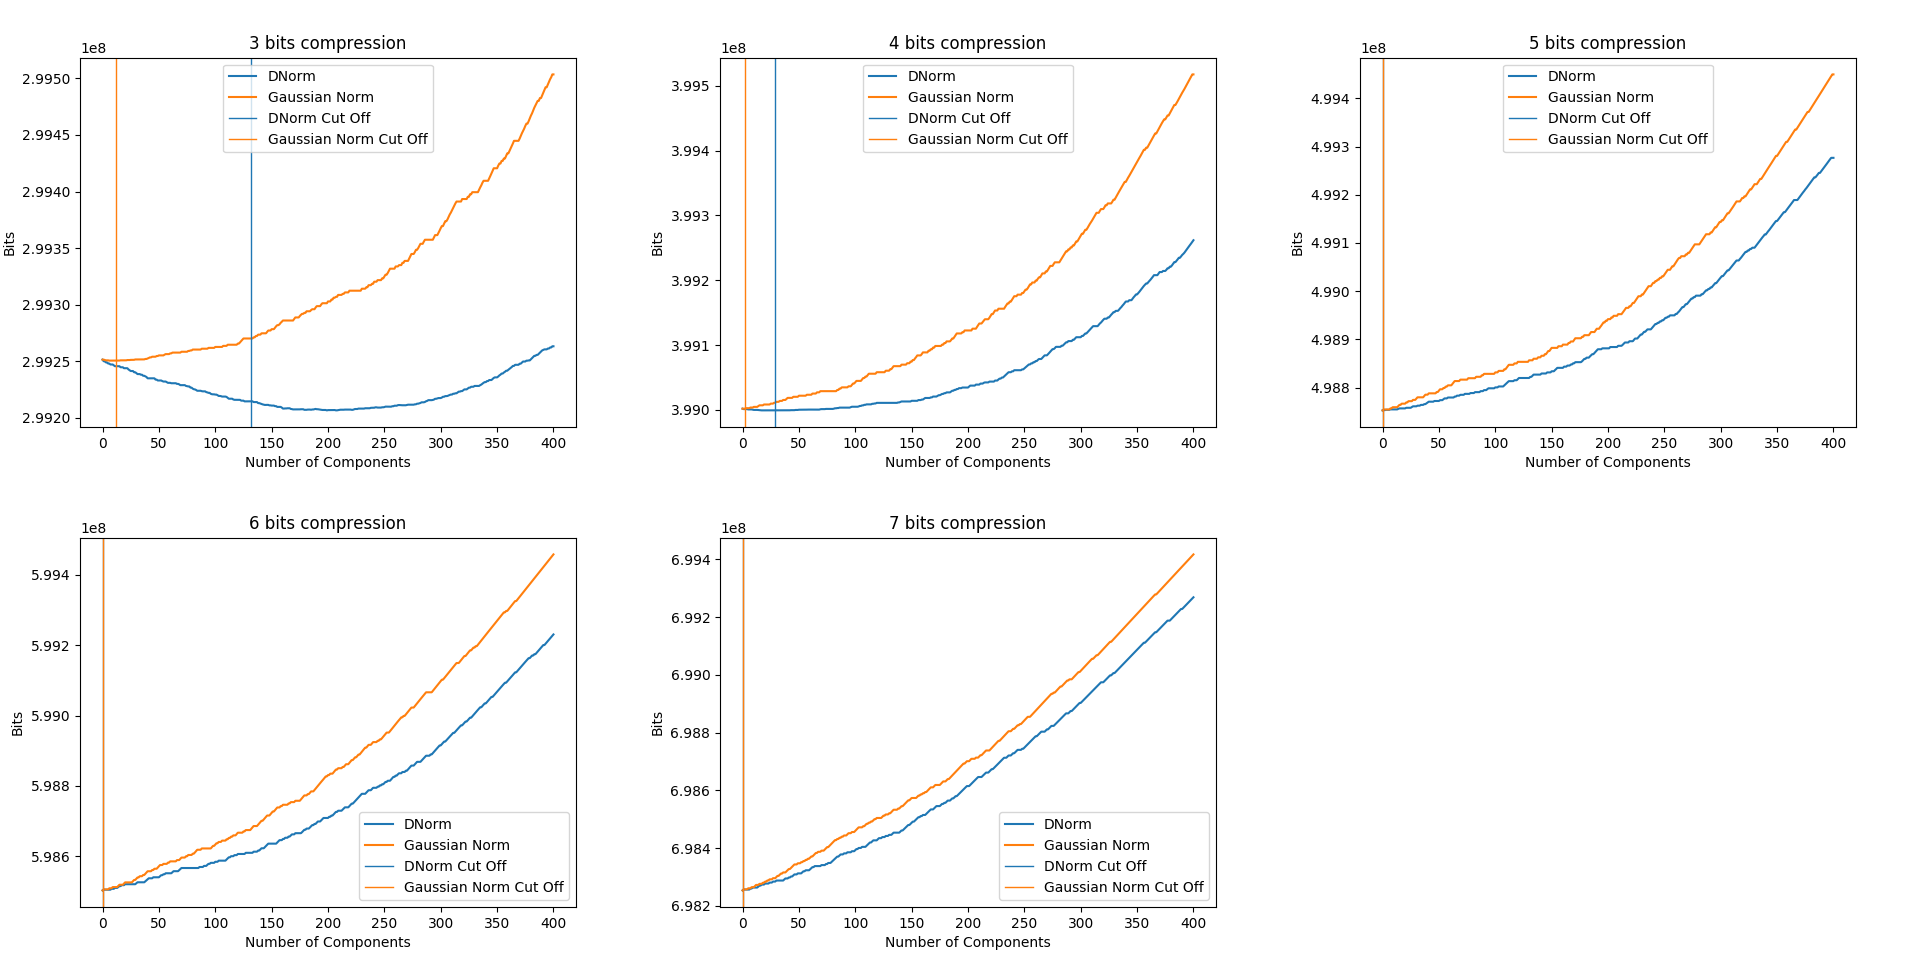 3 bits compression
1e8
2.9950
2.9945
2.9940
2.9935
2.9930
2.9925
2.9920
Bits
DNorm
Gaussian Norm
DNorm Cut Off
Gaussian Norm Cut Off
0 50 100 150 200 250 300 350 400
Number of Components
4 bits compression
1e8
3.995
3.994
3.993
3.992
3.991
3.990
Bits
DNorm
Gaussian Norm
DNorm Cut Off
Gaussian Norm Cut Off
0 50 100 150 200 250 300 350 400
Number of Components
5 bits compression
1e8
4.994
4.993
4.992
4.991
4.990
4.989
4.988
Bits
DNorm
Gaussian Norm
DNorm Cut Off
Gaussian Norm Cut Off
0 50 100 150 200 250 300 350 400
Number of Components
6 bits compression
1e8
5.994
5.992
5.990
5.988
5.986
Bits
DNorm
Gaussian Norm
DNorm Cut Off
Gaussian Norm Cut Off
0 50 100 150 200 250 300 350 400
Number of Components
7 bits compression
1e8
6.994
6.992
6.990
6.988
6.986
6.984
6.982
Bits
DNorm
Gaussian Norm
DNorm Cut Off
Gaussian Norm Cut Off
0 50 100 150 200 250 300 350 400
Number of Components